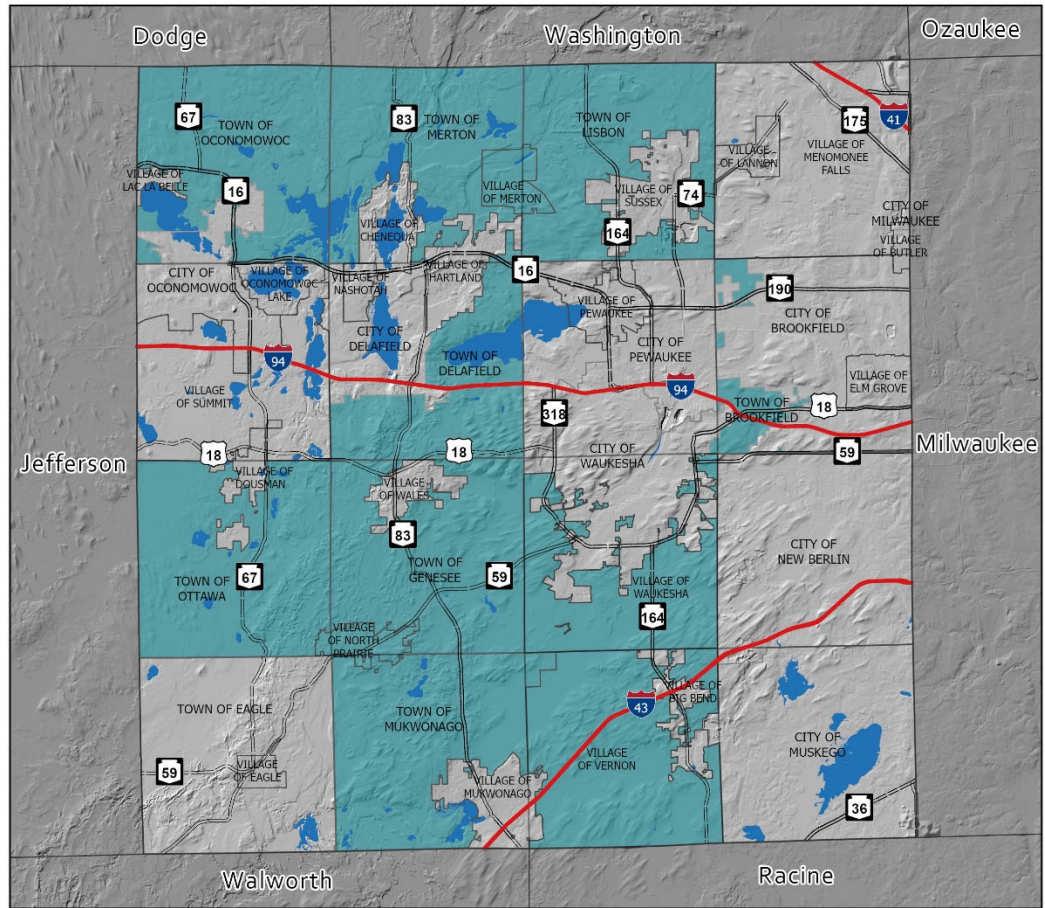 Dodge
Washington
Ozaukee
41
67
83
175
TOWN OF
OCONOMOWOC
TOWN OF
MERTON
TOWN OF
LISBON
VILLAGE OF
LANNON
VILLAGE OF
MENOMONEE
FALLS
VILLAGE OF
LAC LA BELLE
16
VILLAGE
OF MERTON
VILLAGE OF
SUSSEX
74
VILLAGE OF
CHENEQUA
164
CITY OF
MILWAUKEE
VILLAGE
OF BUTLER
CITY OF
OCONOMOWOC
VILLAGE OF
OCONOMOWOC
LAKE
VILLAGE OF
NASHOTAH
VILLAGE OF
HARTLAND
16
190
VILLAGE OF
PEWAUKEE
CITY OF
BROOKFIELD
CITY OF
DELAFIELD
CITY OF
PEWAUKEE
94
TOWN OF
DELAFIELD
VILLAGE OF
ELM GROVE
94
VILLAGE
OF SUMMIT
TOWN OF
BROOKFIELD
18
318
Jefferson
18
18
CITY OF
WAUKESHA
59
Milwaukee
VILLAGE OF
DOUSMAN
VILLAGE
OF WALES
83
CITY OF
NEW BERLIN
TOWN OF
OTTAWA
67
TOWN OF
GENESEE
59
VILLAGE OF
WAUKESHA
164
VILLAGE
OF NORTH
PRAIRIE
TOWN OF EAGLE
TOWN OF
MUKWONAGO
43
VILLAGE OF
BIG BEND
VILLAGE
OF VERNON
CITY OF
MUSKEGO
59
VILLAGE
OF EAGLE
VILLAGE OF
MUKWONAGO
36
Walworth
Racine